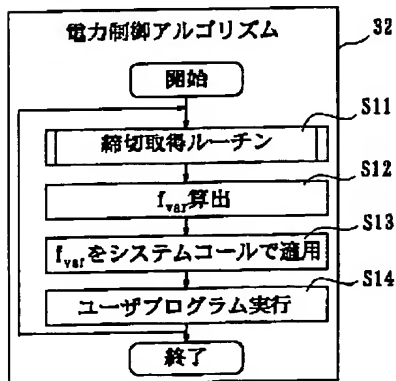 電力制御アルゴリズム
32
開始
S11
締切取得ルーチン
S12
fvar算出
S13
fvarをシステムコールで適用
S14
ユーザプログラム実行
終了